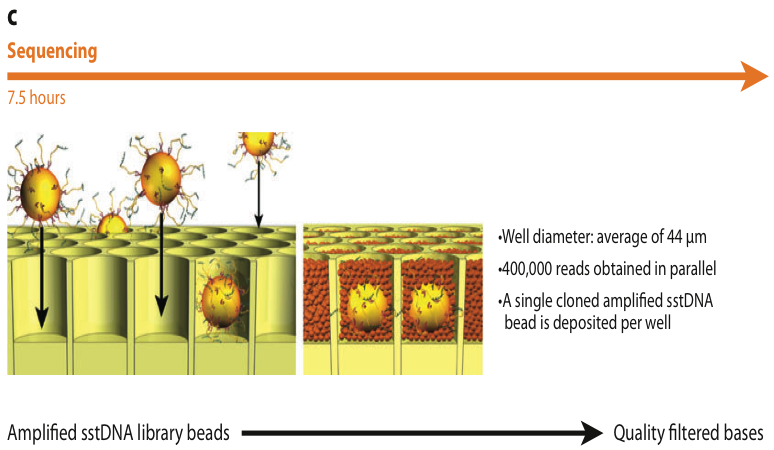 c
Sequencing
7.5 hours
•Well diameter: average of 44 μm
•400,000 reads obtained in parallel
•A single cloned amplified sstDNA
bead is deposited per well
Amplified sstDNA library beads
Quality filtered bases